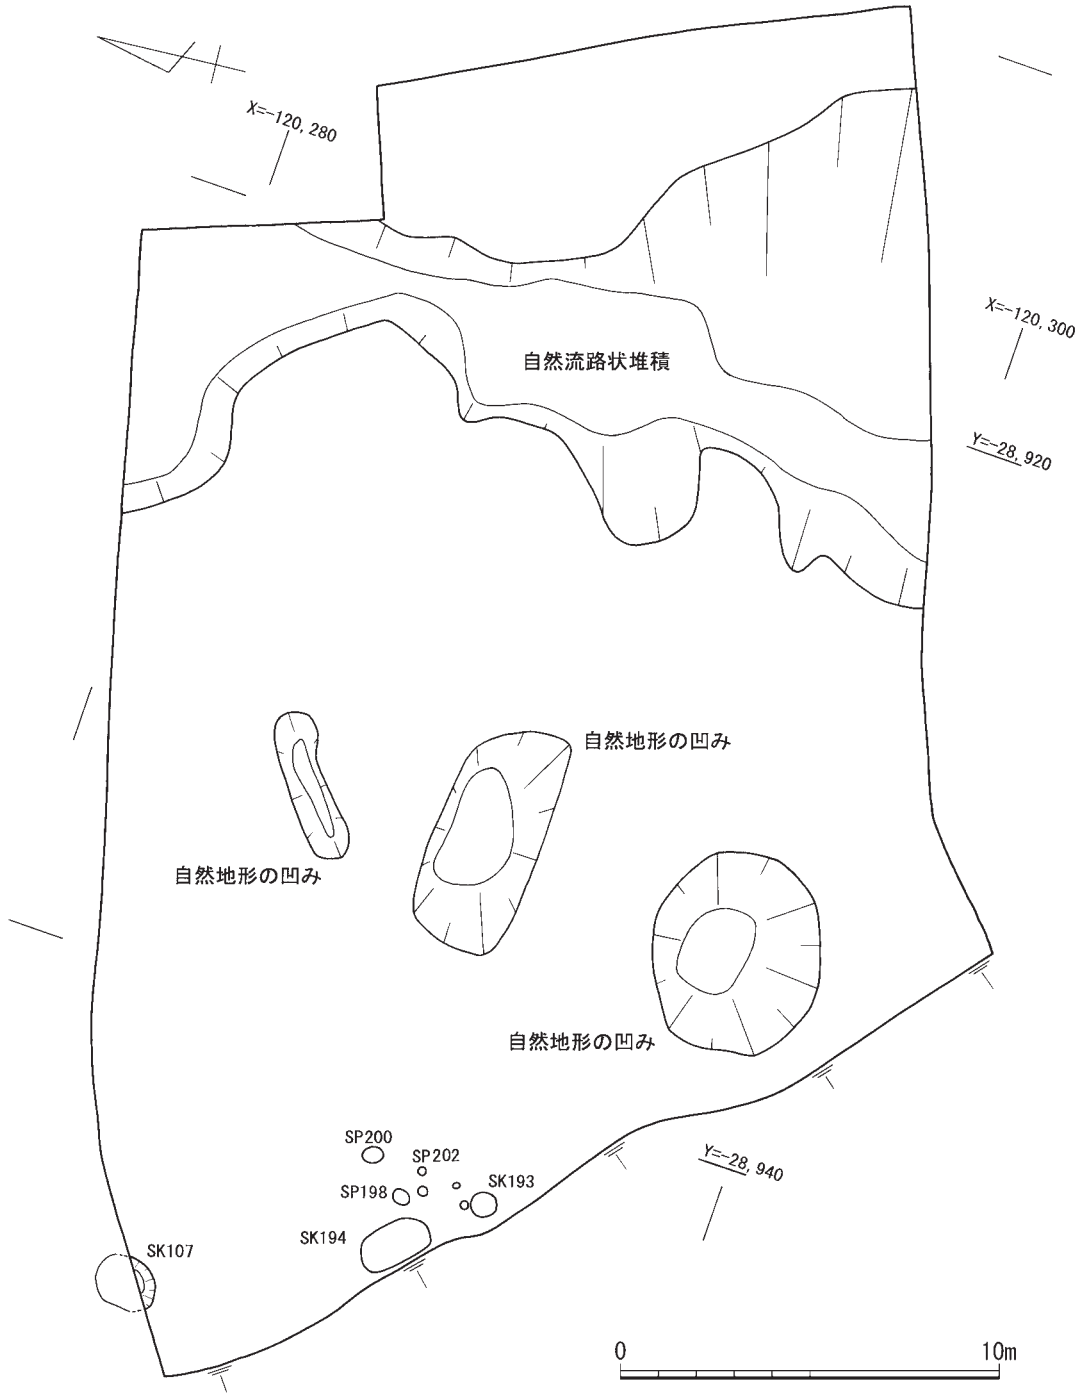 X=-120,280
X=-120,300
自然流路状堆積
Y=-28,920
自然地形の凹み
自然地形の凹み
自然地形の凹み
SP200
SP202
Y=-28,940
SK193
SP198
SK194
SK107
0
10m